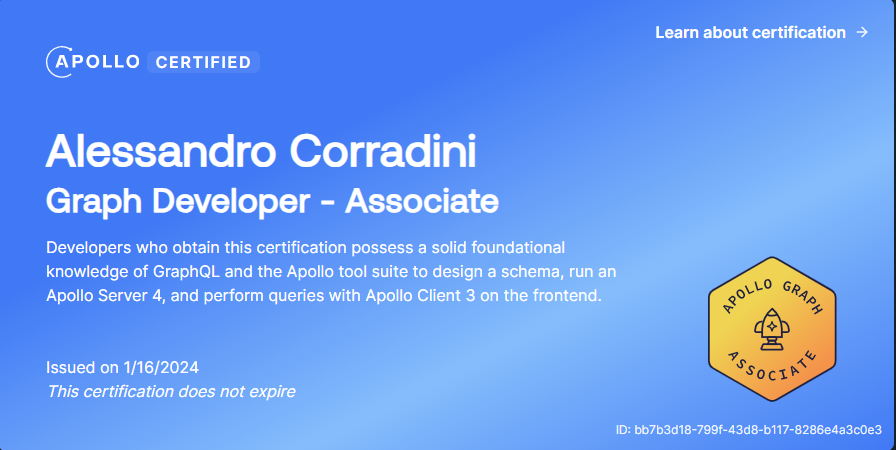 Learn about certification →
APOLLO CERTIFIED
Alessandro Corradini
Graph Developer - Associate
Developers who obtain this certification possess a solid foundational
knowledge of GraphQL and the Apollo tool suite to design a schema, run an
Apollo Server 4, and perform queries with Apollo Client 3 on the frontend.
APOLLO GRAPH
ASSOCIATE
Issued on 1/16/2024
This certification does not expire
ID: bb7b3d18-799f-43d8-b117-8286e4a3c0e3